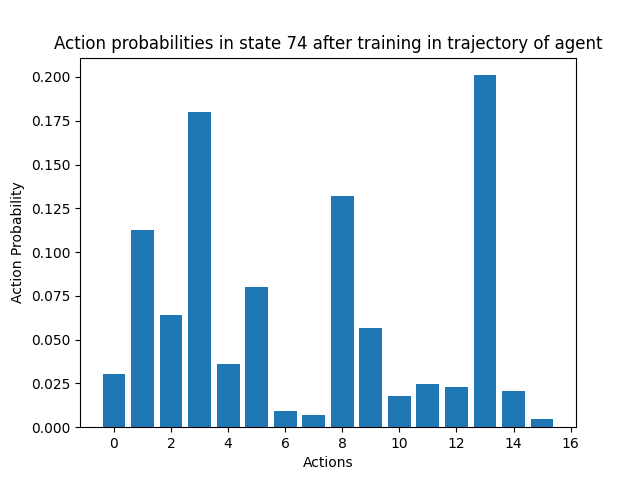 Action probabilities in state 74 after training in trajectory of agent
0.200
0.175
0.150
0.125
0.100
0.075
0.050
0.025
0.000
Action Probability
0 2 4 6 8 10 12 14 16
Actions